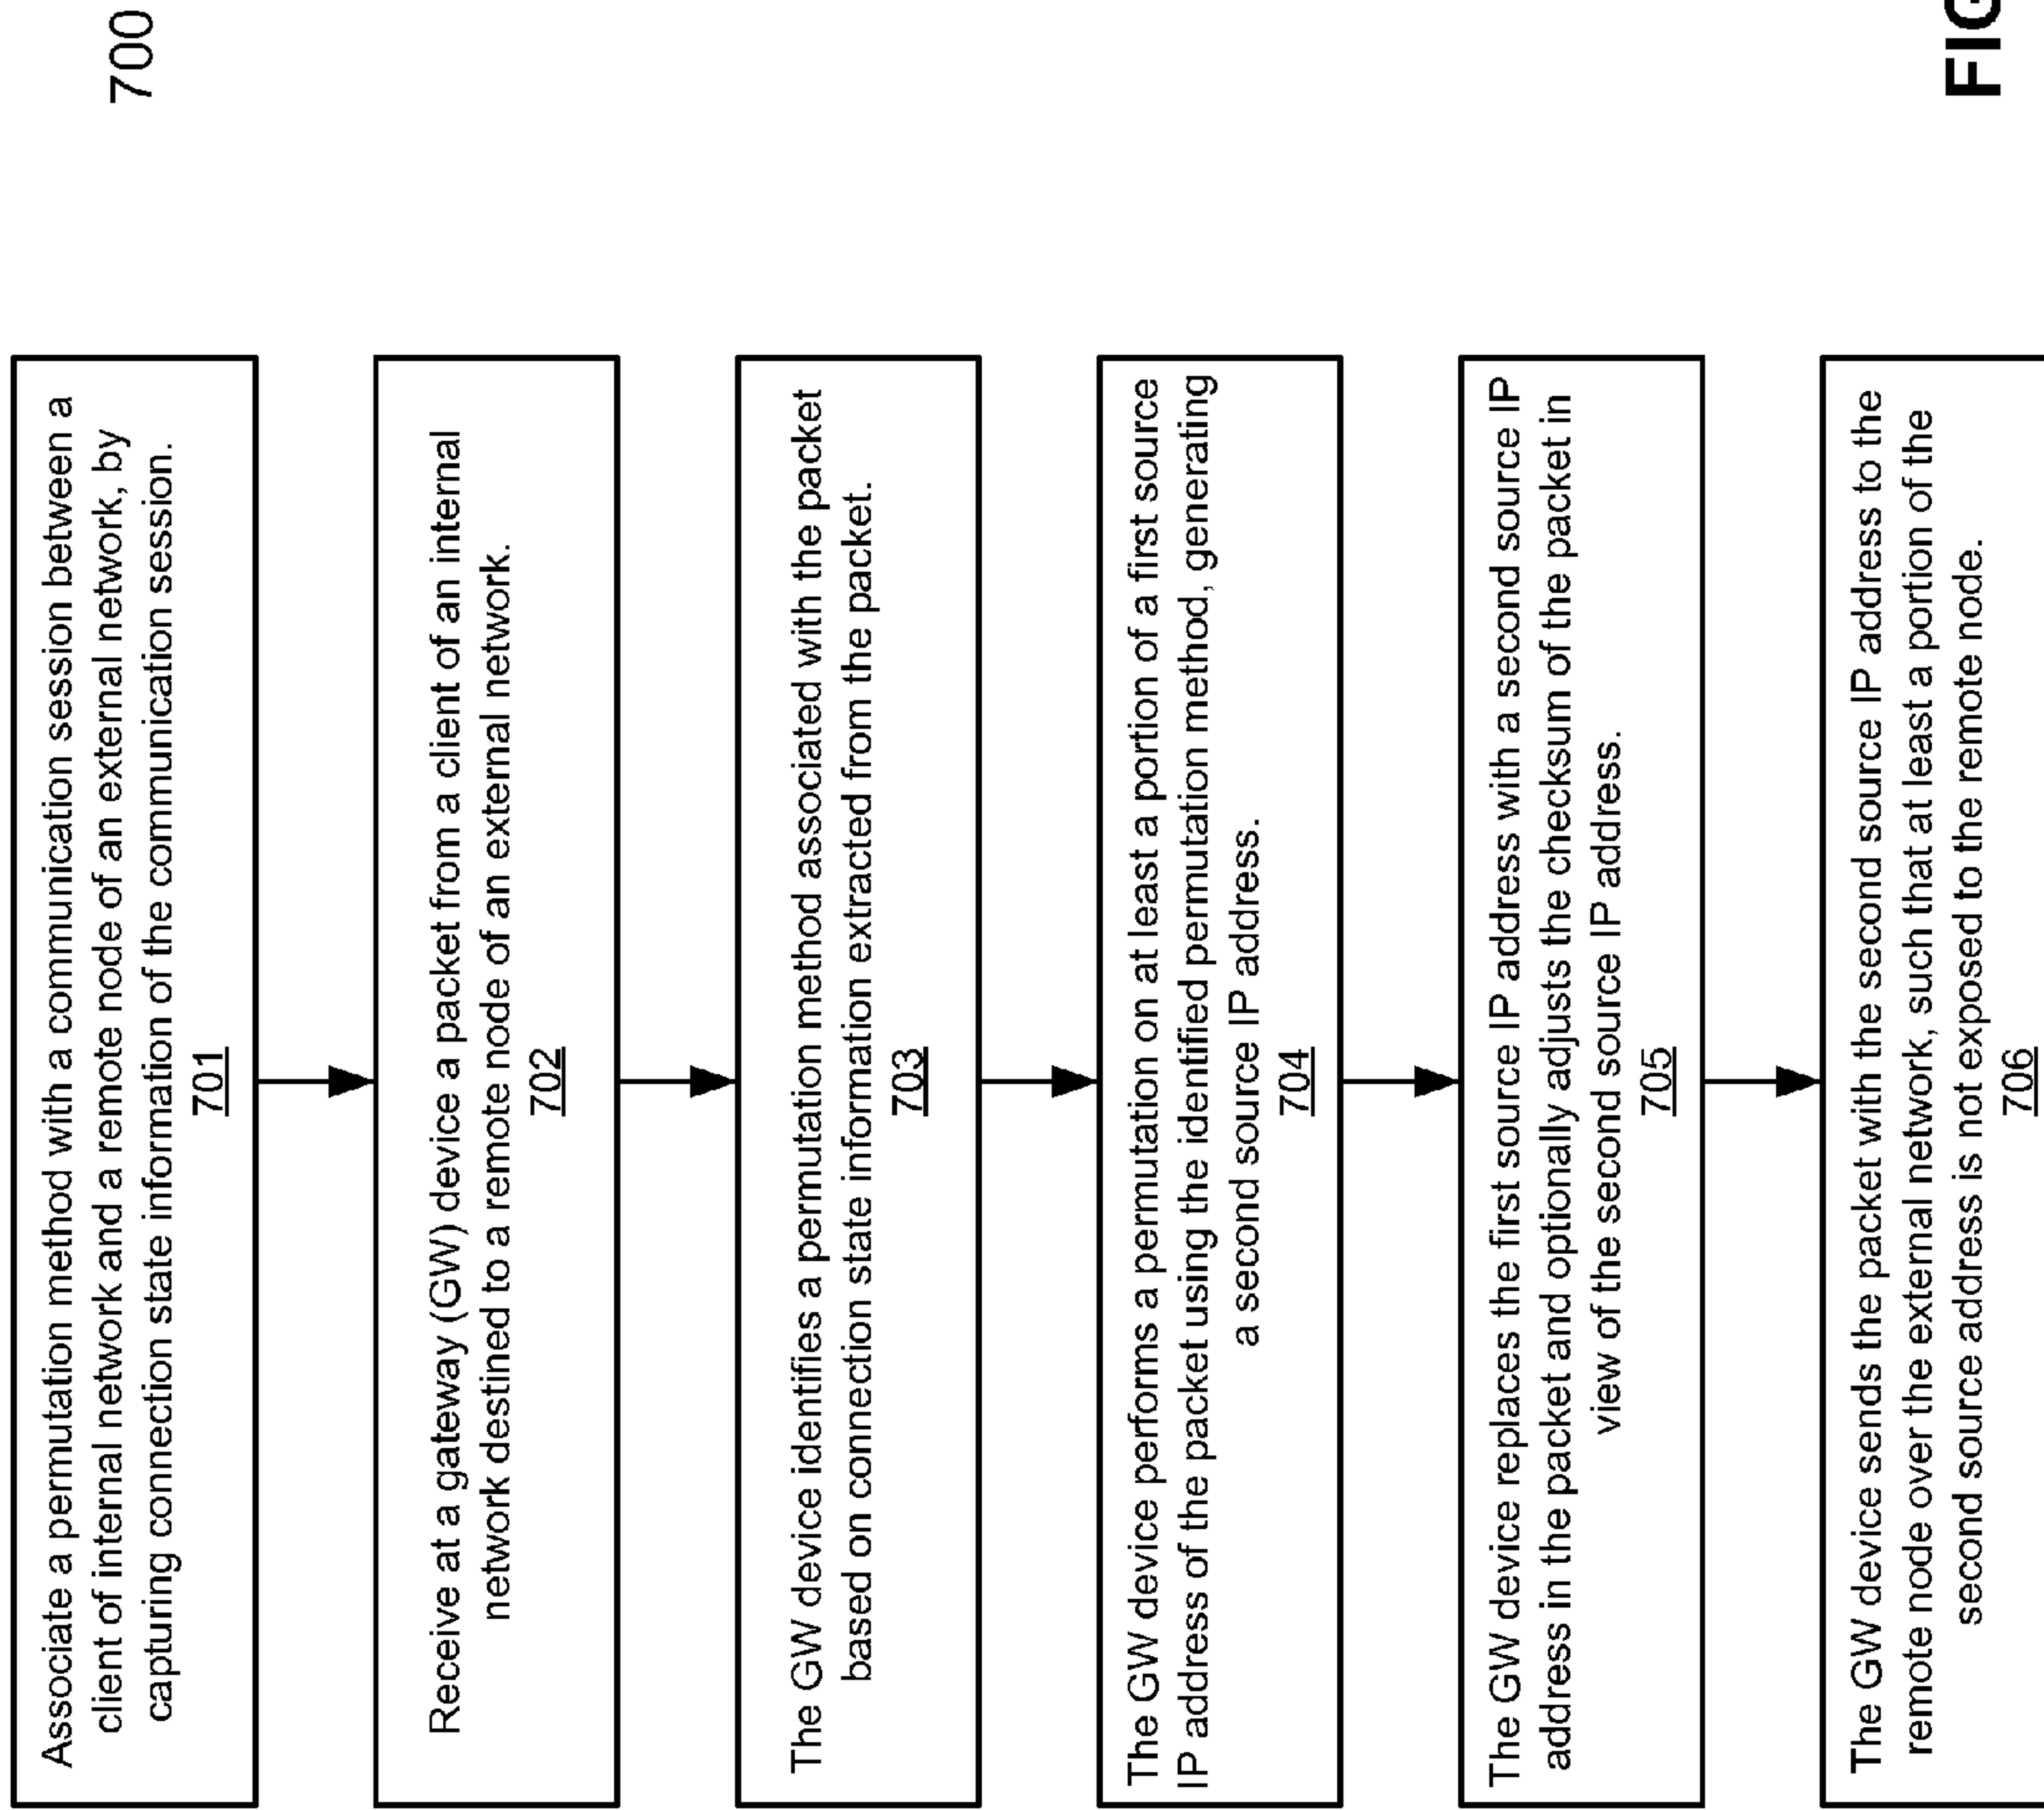 700
Associate a permutation method with a communication session between a
client of internal network and a remote node of an external network, by
capturing connection state information of the communication session.
701
Receive at a gateway (GW) device a packet from a client of an internal
network destined to a remote node of an external network.
702
The GW device identifies a permutation method associated with the packet
based on connection state information extracted from the packet.
703
The GW device performs a permutation on at least a portion of a first source
IP address of the packet using the identified permutation method, generating
a second source IP address.
704
The GW device replaces the first source IP address with a second source IP
address in the packet and optionally adjusts the checksum of the packet in
view of the second source IP address.
705
The GW device sends the packet with the second source IP address to the
remote node over the external network, such that at least a portion of the
second source address is not exposed to the remote node.
706
FIG